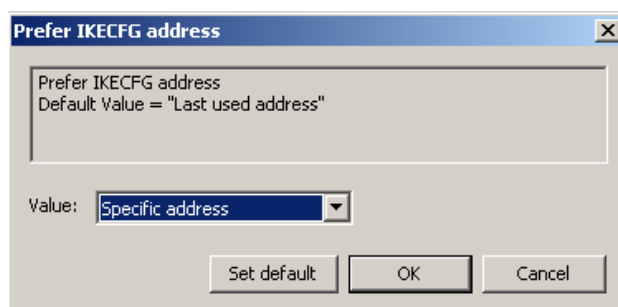 Prefer IKECFG address
Prefer IKECFG address
Default Value = "Last used address"
Value: Specific address
Set default OK Cancel